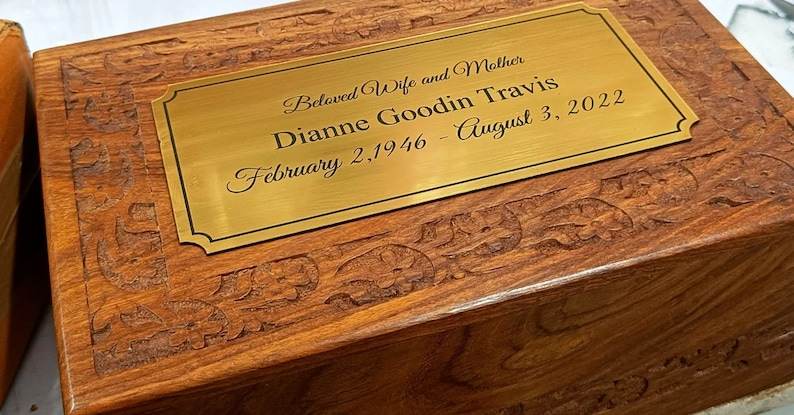 Beloved Wife and Mother
Dianne Goodin Travis
February 2,1946 - August 3, 2022